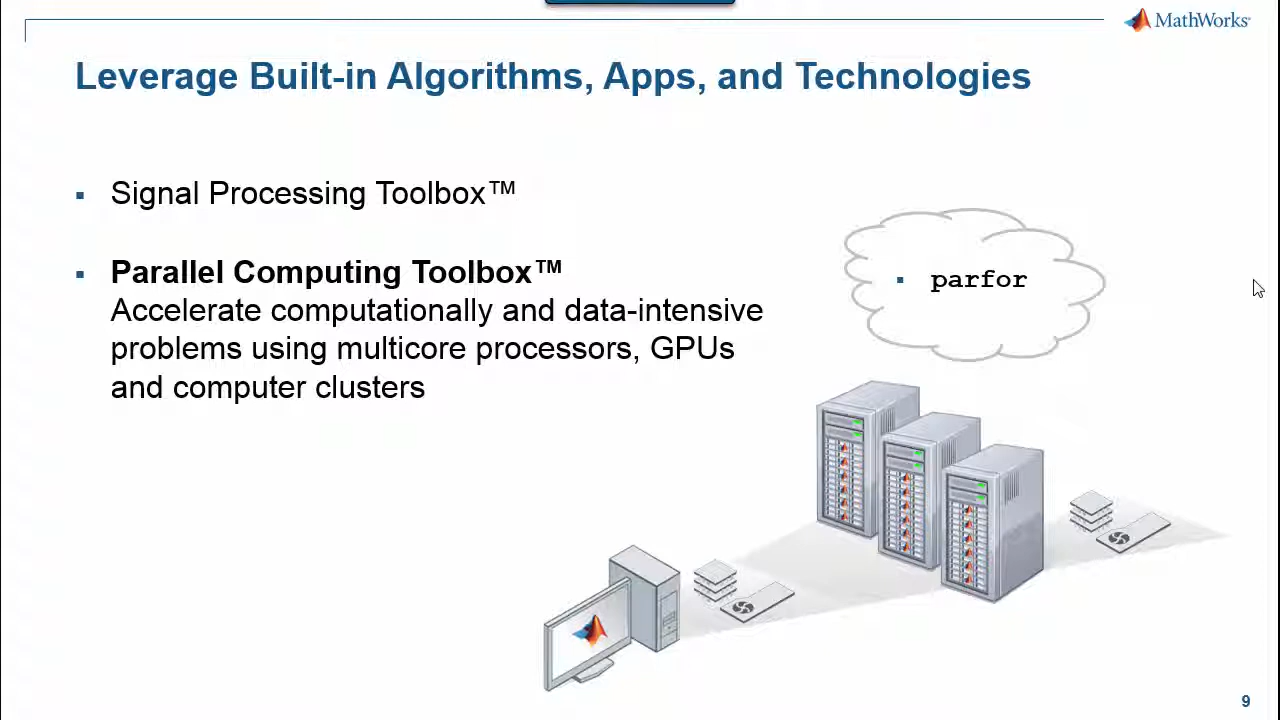 MathWorks®
Leverage Built-in Algorithms, Apps, and Technologies
▪ Signal Processing Toolbox™
▪ Parallel Computing Toolbox™
Accelerate computationally and data-intensive
problems using multicore processors, GPUs
and computer clusters
▪ parfor
9